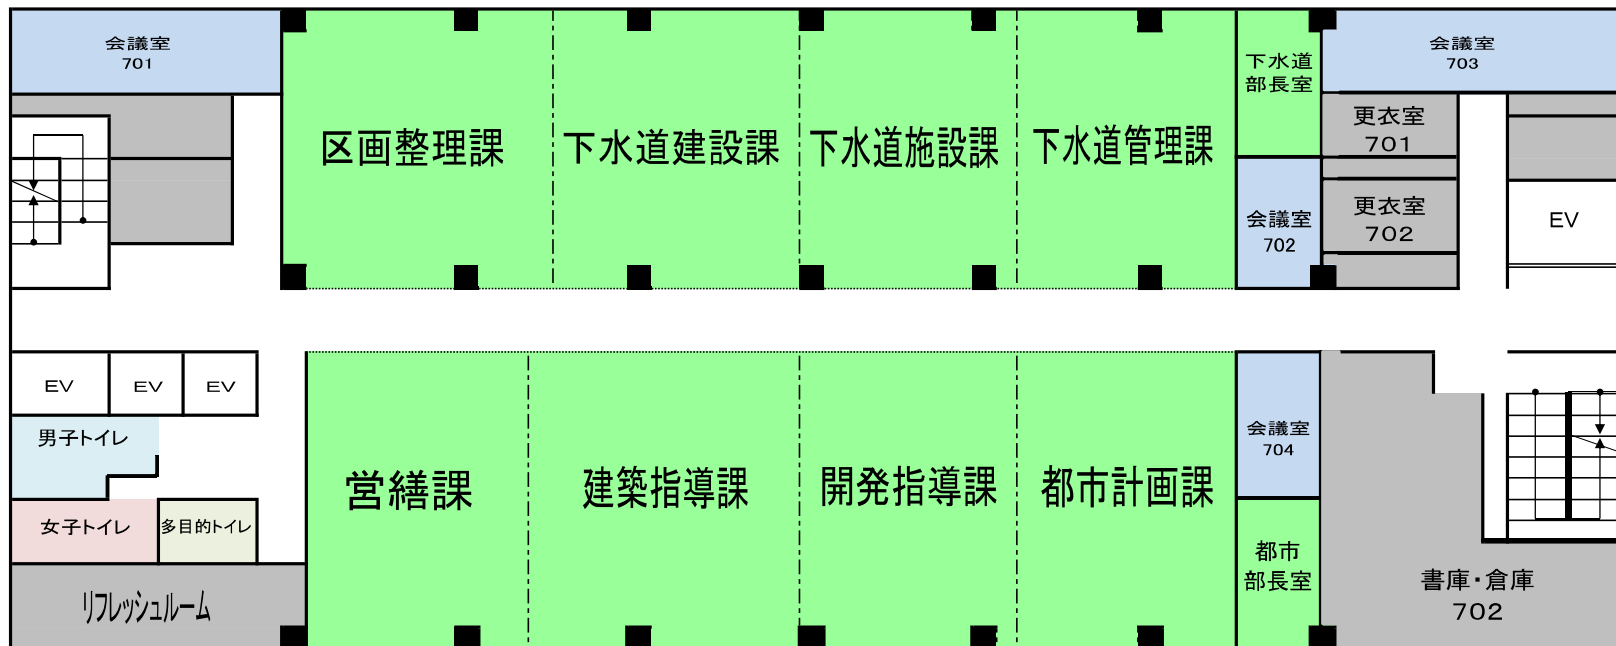 会議室
701
区画整理課
下水道建設課
下水道施設課
下水道管理課
下水道
部長室
会議室
702
会議室
703
更衣室
701
更衣室
702
EV
EV
EV
EV
男子トイレ
女子トイレ
多目的トイレ
リフレッシュルーム
営繕課
建築指導課
開発指導課
都市計画課
会議室
704
都市
部長室
書庫・倉庫
702